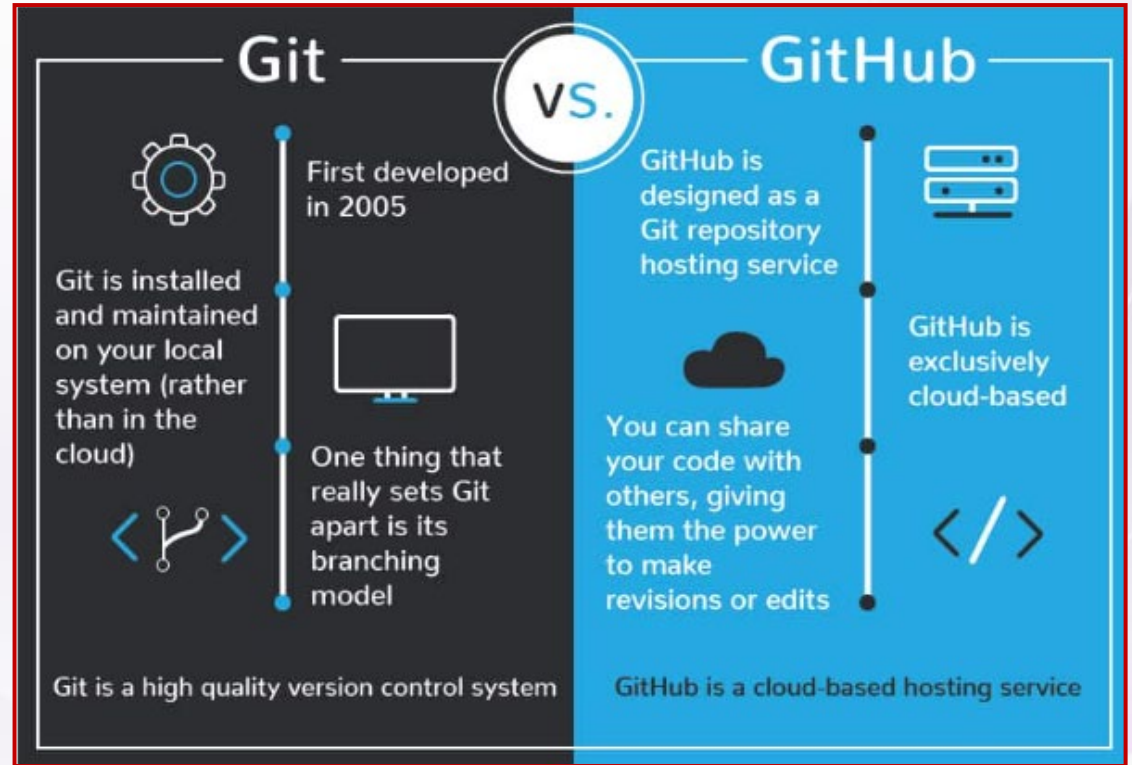 Git
vs.
GitHub
First developed
in 2005
Git is installed
and maintained
on your local
system (rather
than in the
cloud)
One thing that
really sets Git
apart is its
branching
model
Git is a high quality version control system
GitHub is
designed as a
Git repository
hosting service
GitHub is
exclusively
cloud-based
You can share
your code with
others, giving
them the power
to make
revisions or edits
GitHub is a cloud-based hosting service